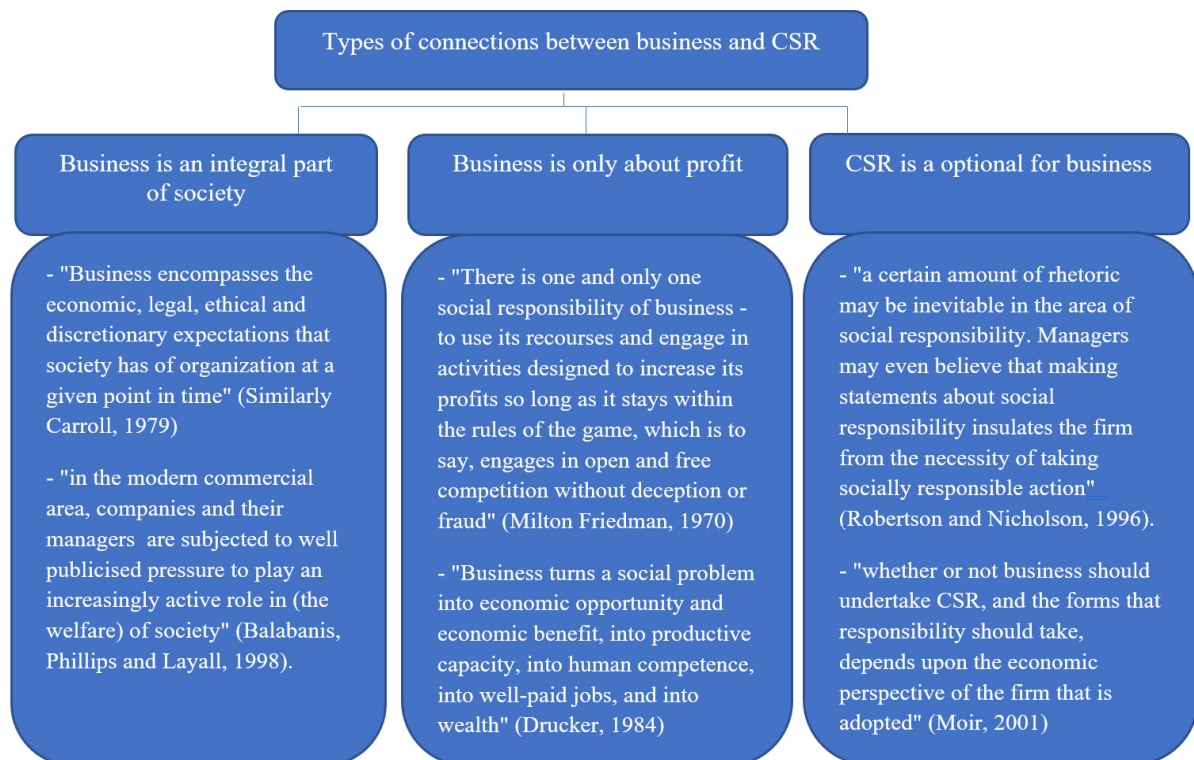 Types of connections between business and CSR
Business is an integral part
of society
- "Business encompasses the
economic, legal, ethical and
discretionary expectations that
society has of organization at a
given point in time" (Similarly
Carroll, 1979)
- "in the modern commercial
area, companies and their
managers  are subjected to well
publicised pressure to play an
increasingly active role in (the
welfare) of society" (Balabanis,
Phillips and Layall, 1998).
Business is only about profit
- "There is one and only one
social responsibility of business -
to use its recourses and engage in
activities designed to increase its
profits so long as it stays within
the rules of the game, which is to
say, engages in open and free
competition without deception or
fraud" (Milton Friedman, 1970)
- "Business turns a social problem
into economic opportunity and
economic benefit, into productive
capacity, into human competence,
into well-paid jobs, and into
wealth" (Drucker, 1984)
CSR is a optional for business
- "a certain amount of rhetoric
may be inevitable in the area of
social responsibility. Managers
may even believe that making
statements about social
responsibility insulates the firm
from the necessity of taking
socially responsible action"
(Robertson and Nicholson, 1996).
- "whether or not business should
undertake CSR, and the forms that
responsibility should take,
depends upon the economic
perspective of the firm that is
adopted" (Moir, 2001)